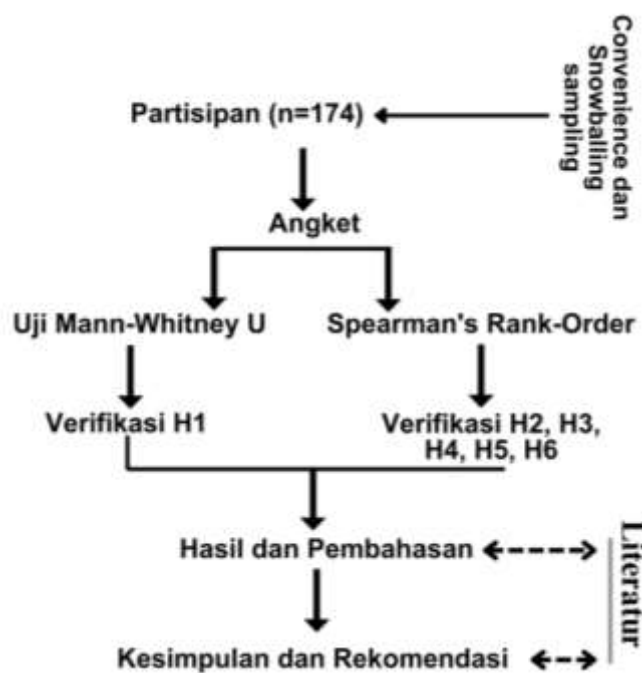 Convenience dan
Snowballing
sampling
Partisipan (n=174)
Angket
Uji Mann-Whitney U
Spearman's Rank-Order
Verifikasi H1
Verifikasi H2, H3,
H4, H5, H6
Hasil dan Pembahasan
Literatur
Kesimpulan dan Rekomendasi